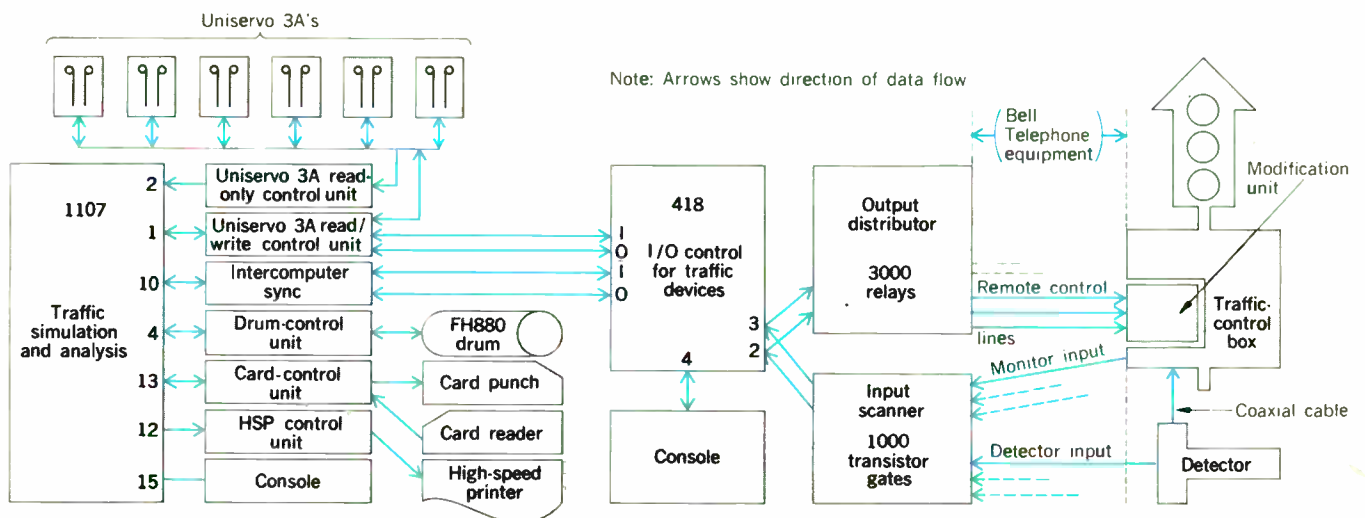 Uniservo 3A's
Note: Arrows show direction of data flow
(Bell
Telephone
equipment)
Modification
unit
1107
Traffic
simulation
and analysis
2
1
10
4
13
12
15
Uniservo 3A read-
only control unit
Uniservo 3A read/
write control unit
Intercomputer
sync
Drum-control
unit
Card-control
unit
HSP control
unit
Console
FH880
drum
Card punch
Card reader
High-speed
printer
418
I/O control
for traffic
devices
I
O
I
O
3
2
4
Console
Output
distributor
3000
relays
Input
scanner
1000
transistor
gates
Remote control
lines
Monitor input
Detector input
Traffic-
control
box
Coaxial cable
Detector